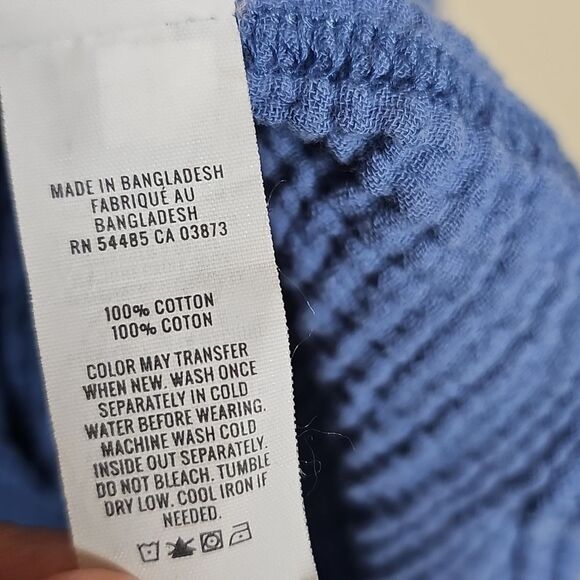 MADE IN BANGLADESH
FABRIQUÉ AU
BANGLADESH
RN 54485 CA 03873
100% COTTON
100% COTON
COLOR MAY TRANSFER
WHEN NEW. WASH ONCE
SEPARATELY IN COLD
WATER BEFORE WEARING.
MACHINE WASH COLD
INSIDE OUT SEPARATELY.
DO NOT BLEACH. TUMBLE
DRY LOW. COOL IRON IF
NEEDED.